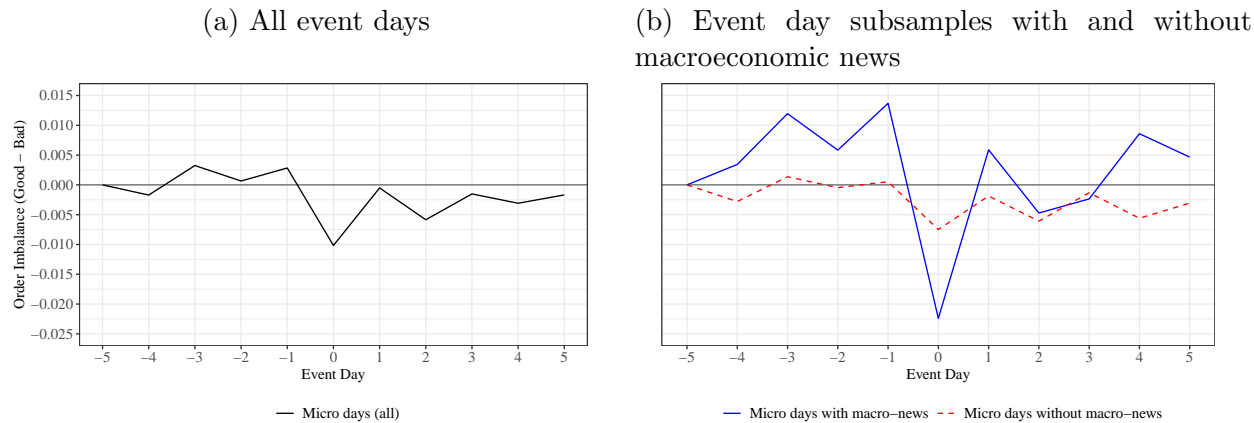 (a) All event days
(b) Event day subsamples with and without
macroeconomic news
Order Imbalance (Good − Bad)
0.015
0.010
0.005
0.000
−0.005
−0.010
−0.015
−0.020
−0.025
−5 −4 −3 −2 −1 0 1 2 3 4 5
Event Day
Micro days (all)
−5 −4 −3 −2 −1 0 1 2 3 4 5
Event Day
Micro days with macro−news Micro days without macro−news